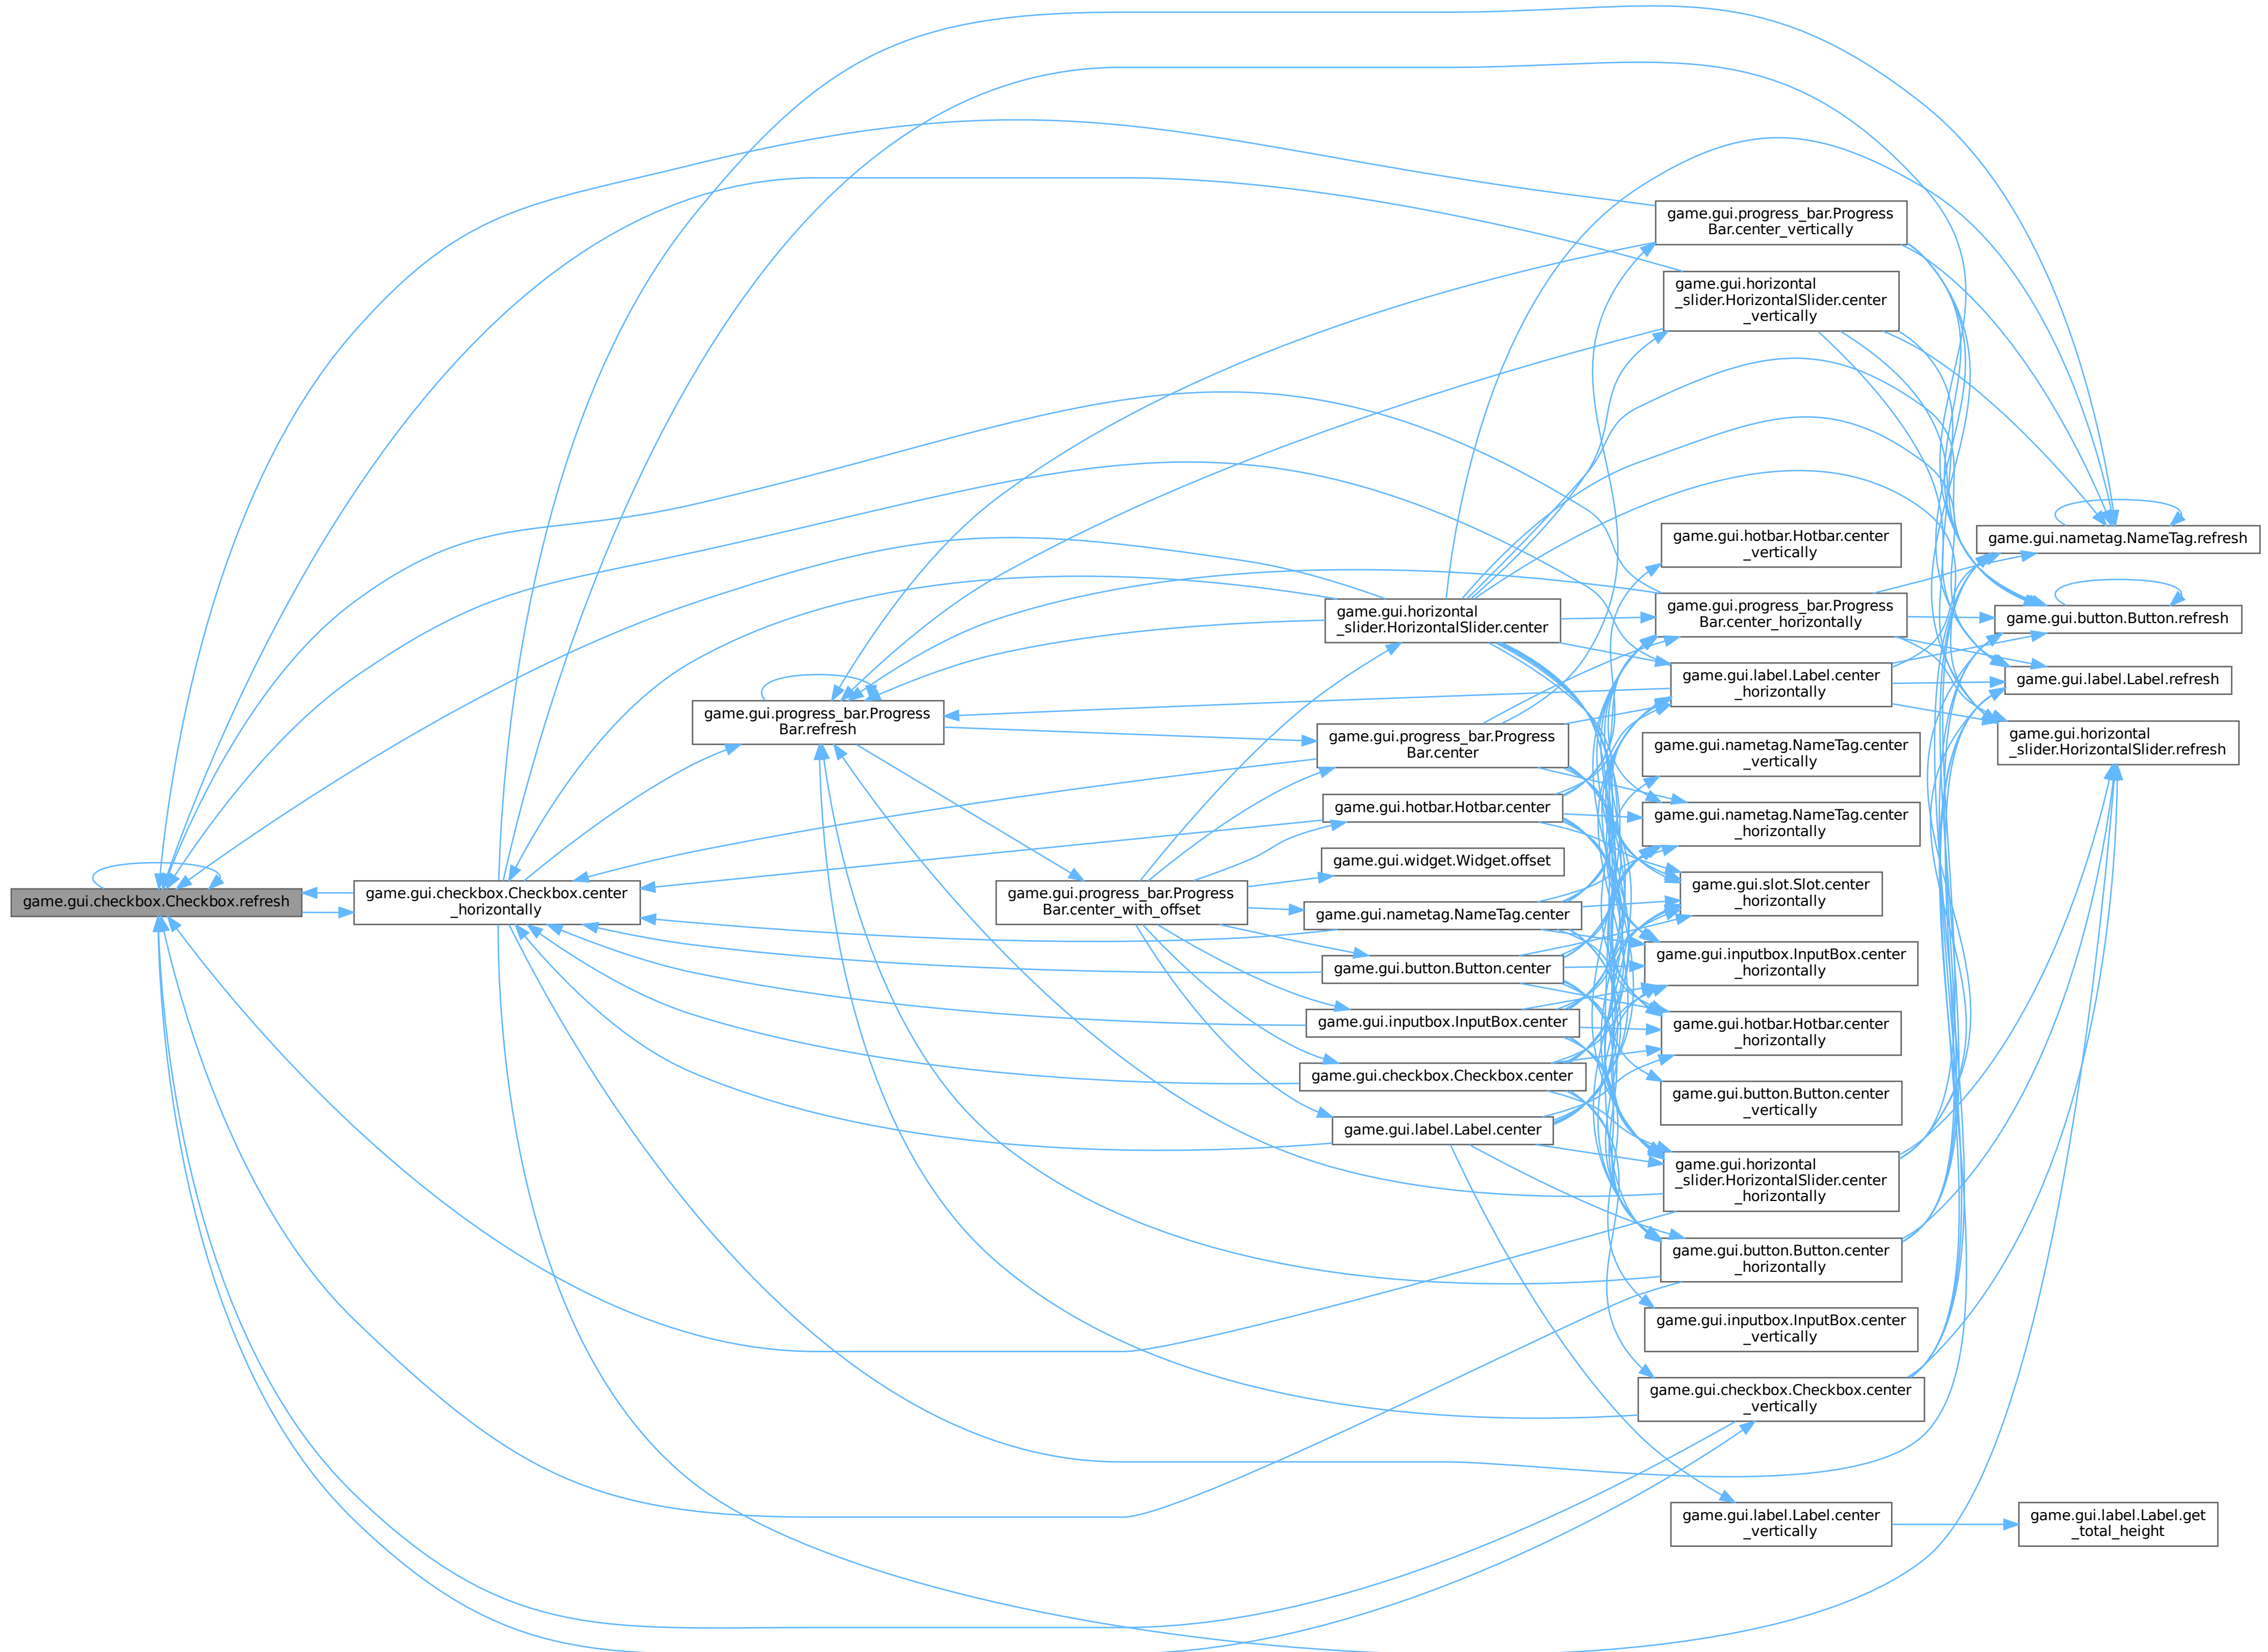 game.gui.checkbox.Checkbox.refresh
game.gui.checkbox.Checkbox.center
_horizontally
game.gui.progress_bar.Progress
Bar.refresh
game.gui.progress_bar.Progress
Bar.center_with_offset
game.gui.horizontal
_slider.HorizontalSlider.center
game.gui.progress_bar.Progress
Bar.center
game.gui.hotbar.Hotbar.center
game.gui.widget.Widget.offset
game.gui.nametag.NameTag.center
game.gui.button.Button.center
game.gui.inputbox.InputBox.center
game.gui.checkbox.Checkbox.center
game.gui.label.Label.center
game.gui.progress_bar.Progress
Bar.center_vertically
game.gui.horizontal
_slider.HorizontalSlider.center
_vertically
game.gui.hotbar.Hotbar.center
_vertically
game.gui.progress_bar.Progress
Bar.center_horizontally
game.gui.label.Label.center
_horizontally
game.gui.nametag.NameTag.center
_vertically
game.gui.nametag.NameTag.center
_horizontally
game.gui.slot.Slot.center
_horizontally
game.gui.inputbox.InputBox.center
_horizontally
game.gui.hotbar.Hotbar.center
_horizontally
game.gui.button.Button.center
_vertically
game.gui.horizontal
_slider.HorizontalSlider.center
_horizontally
game.gui.button.Button.center
_horizontally
game.gui.inputbox.InputBox.center
_vertically
game.gui.checkbox.Checkbox.center
_vertically
game.gui.label.Label.center
_vertically
game.gui.nametag.NameTag.refresh
game.gui.button.Button.refresh
game.gui.label.Label.refresh
game.gui.horizontal
_slider.HorizontalSlider.refresh
game.gui.label.Label.get
_total_height